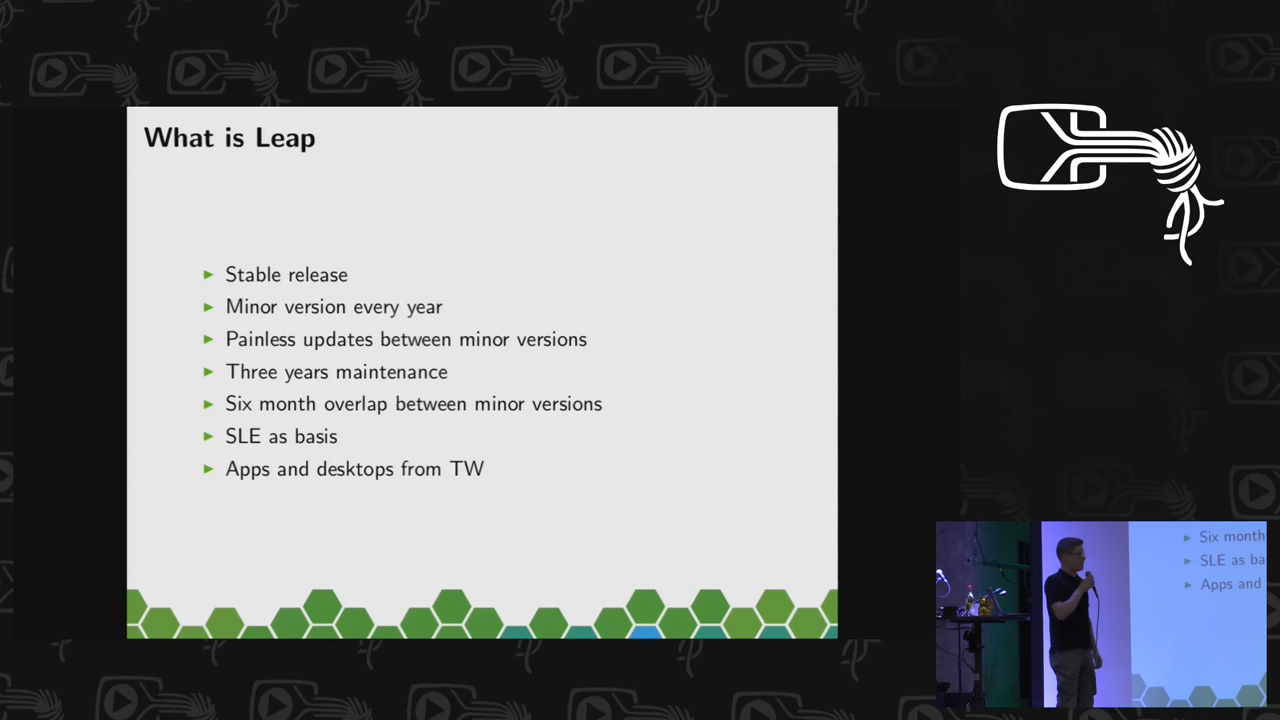 What is Leap
Stable release
Minor version every year
Painless updates between minor versions
Three years maintenance
Six month overlap between minor versions
SLE as basis
Apps and desktops from TW
Six month
SLE as ba
Apps and